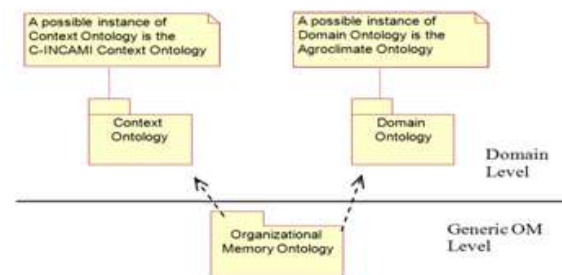 A possible instance of
Context Ontology is the
C-INCAMI Context Ontology
A possible instance of
Domain Ontology is the
Agroclimate Ontology
Context
Ontology
Domain
Ontology
Domain
Level
Organizational
Memory Ontology
Generic OM
Level